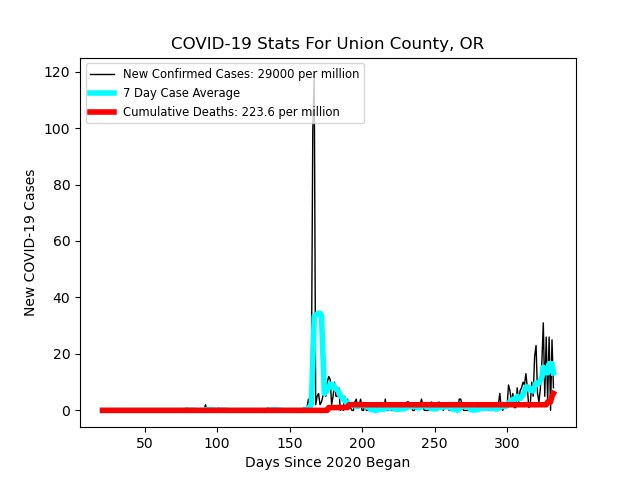 COVID-19 Stats For Union County, OR
New Confirmed Cases: 29000 per million
7 Day Case Average
Cumulative Deaths: 223.6 per million
120
100
80
60
40
20
0
New COVID-19 Cases
50
100
150
200
250
300
Days Since 2020 Began